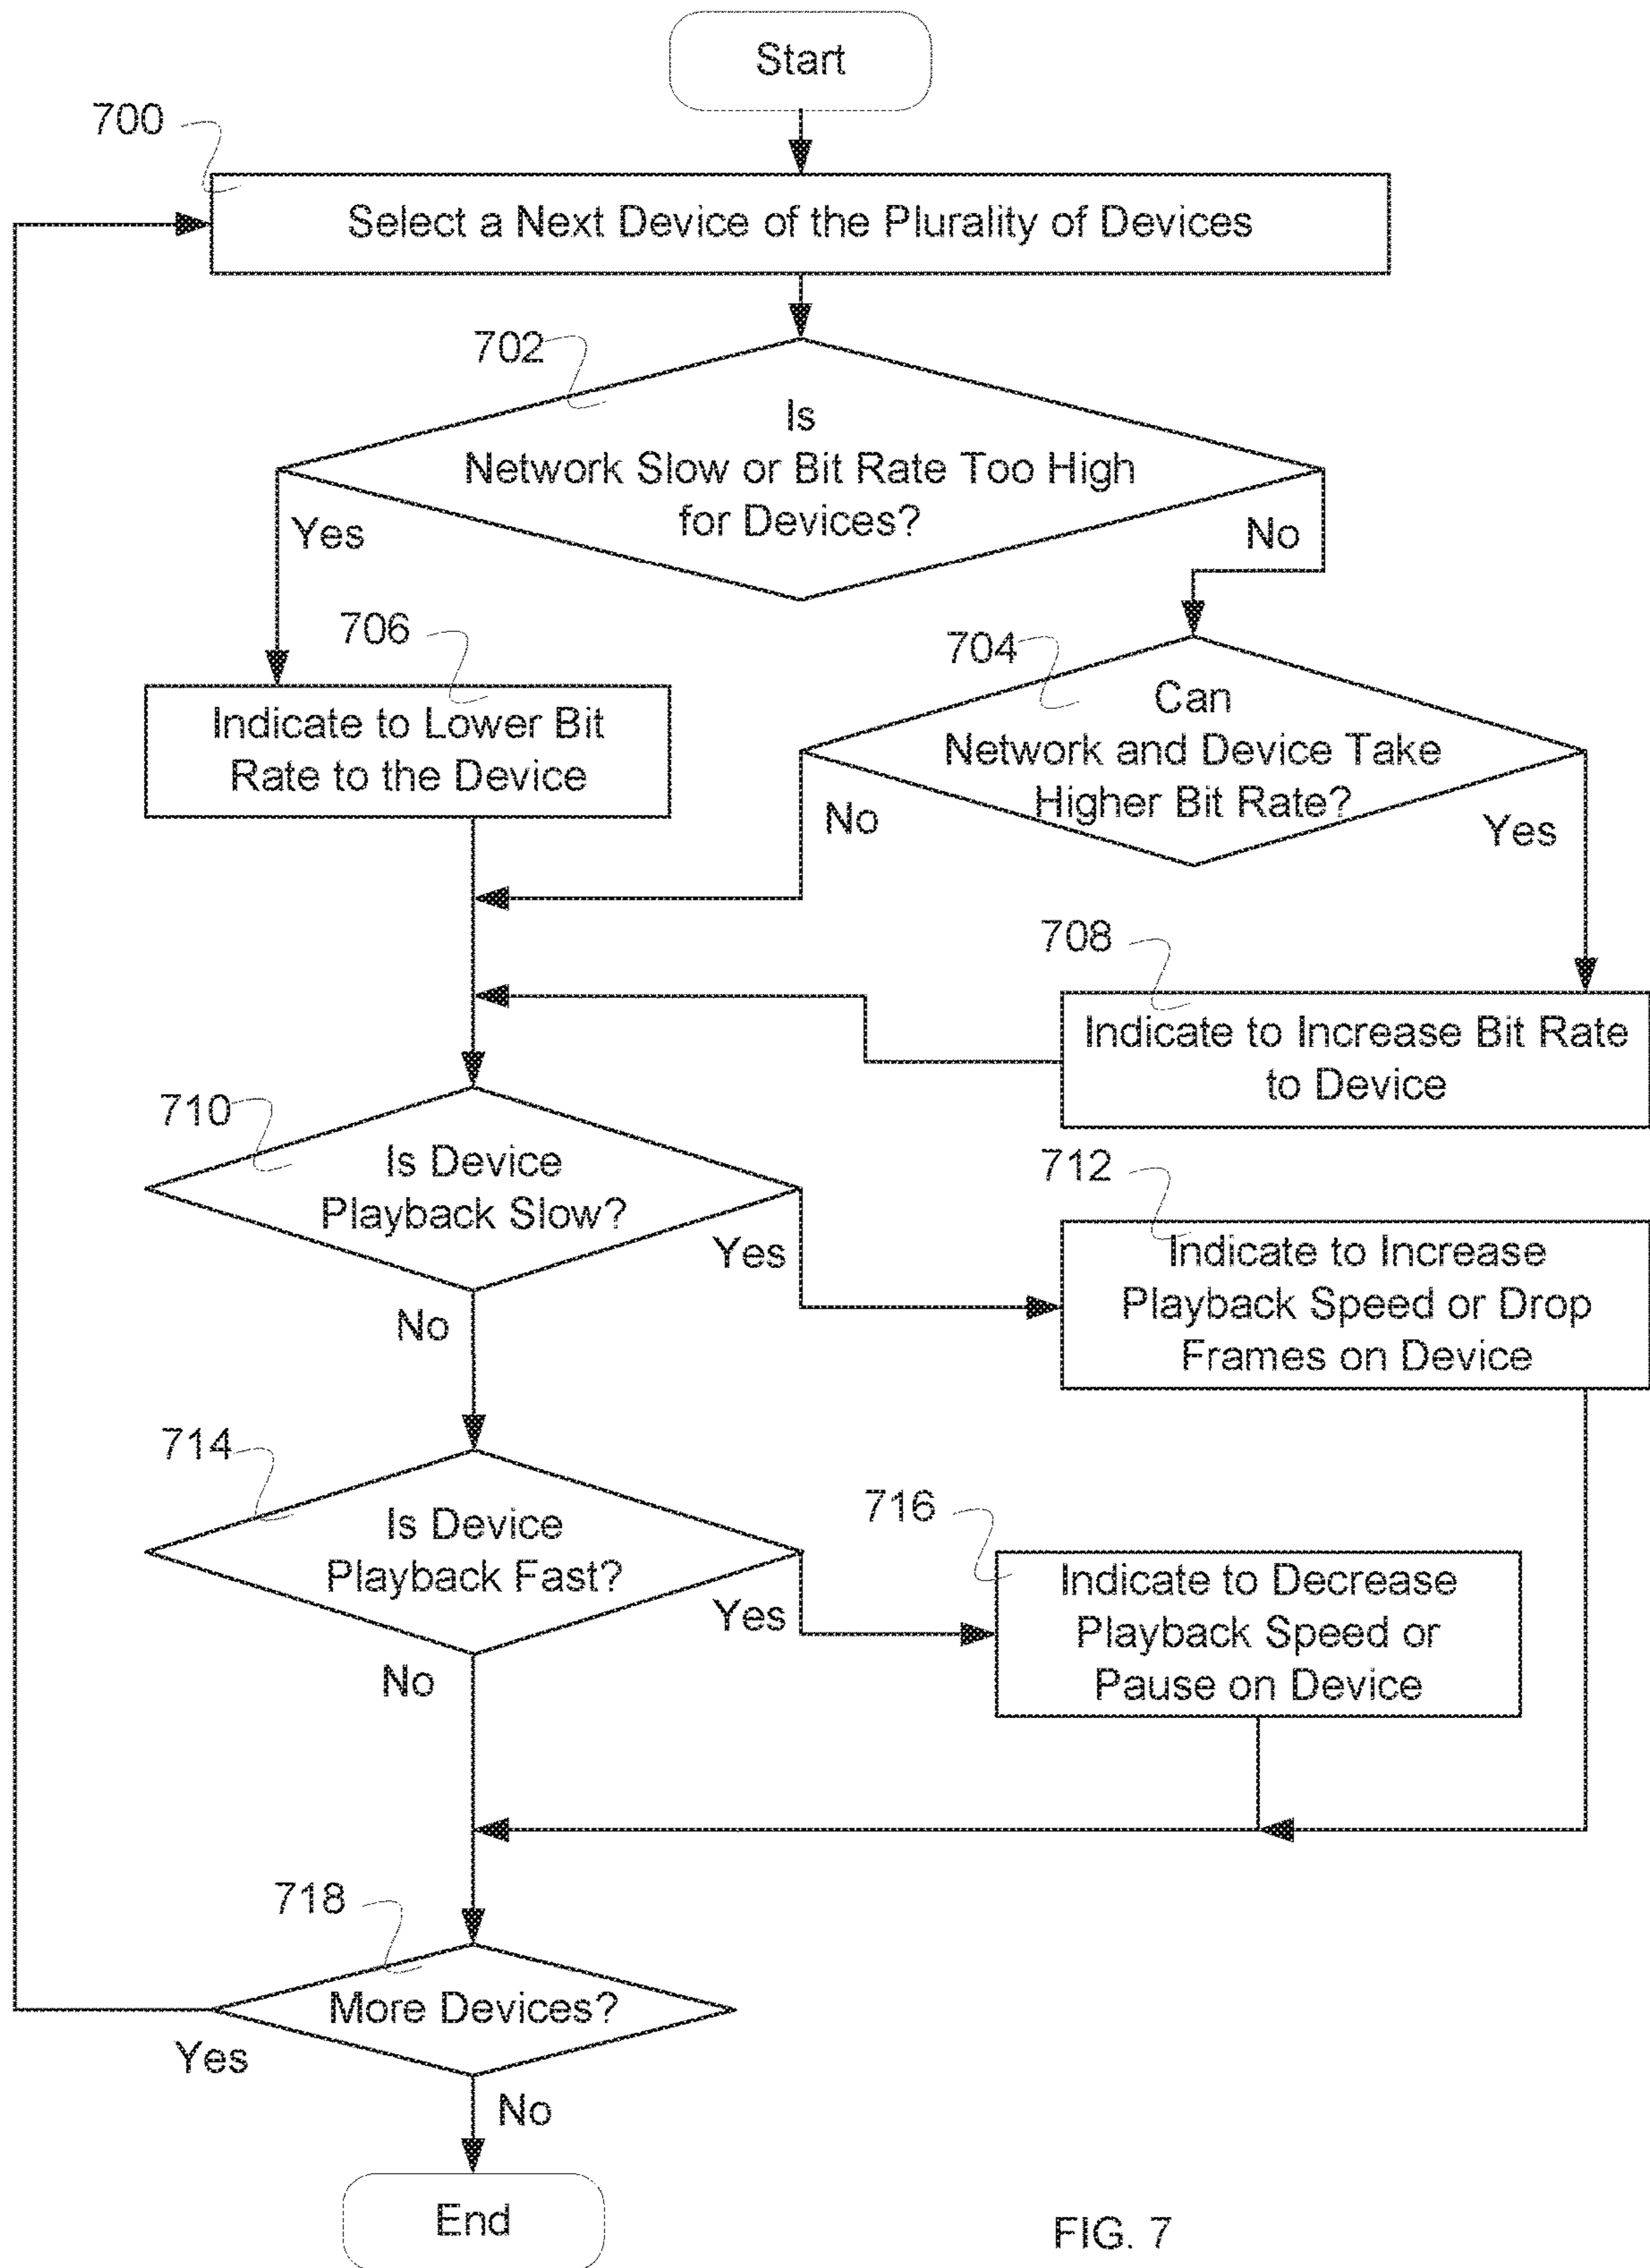 Start
700
Select a Next Device of the Plurality of Devices
702
Is
Network Slow or Bit Rate Too High
for Devices?
Yes
No
706
Indicate to Lower Bit
Rate to the Device
704
Can
Network and Device Take
Higher Bit Rate?
No
Yes
708
Indicate to Increase Bit Rate
to Device
710
Is Device
Playback Slow?
Yes
No
712
Indicate to Increase
Playback Speed or Drop
Frames on Device
714
Is Device
Playback Fast?
Yes
No
716
Indicate to Decrease
Playback Speed or
Pause on Device
718
More Devices?
Yes
No
End
FIG. 7